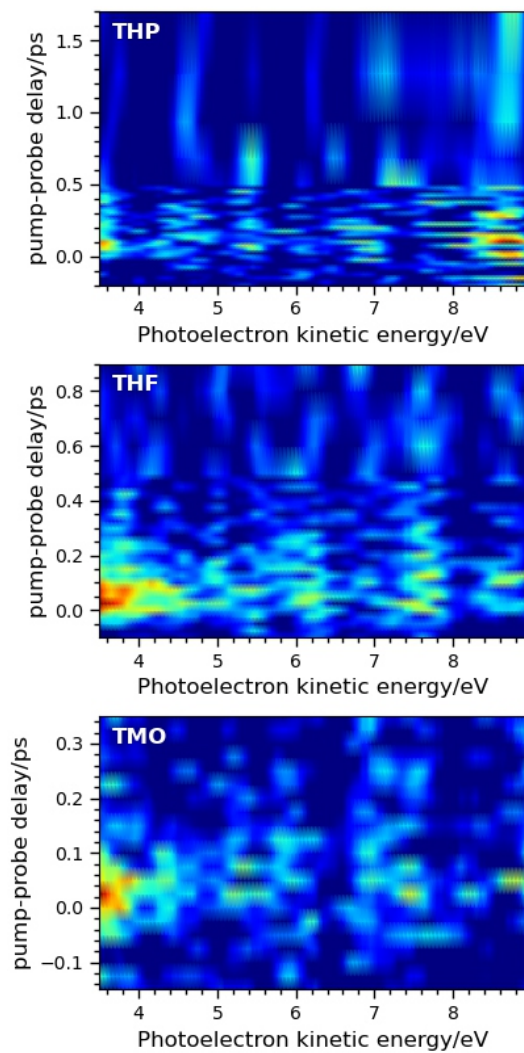 THP
1.5
1.0
0.5
0.0
pump-probe delay/ps
4 5 6 7 8
Photoelectron kinetic energy/eV
THF
0.8
0.6
0.4
0.2
0.0
pump-probe delay/ps
4 5 6 7 8
Photoelectron kinetic energy/eV
TMO
0.3
0.2
0.1
0.0
−0.1
pump-probe delay/ps
4 5 6 7 8
Photoelectron kinetic energy/eV